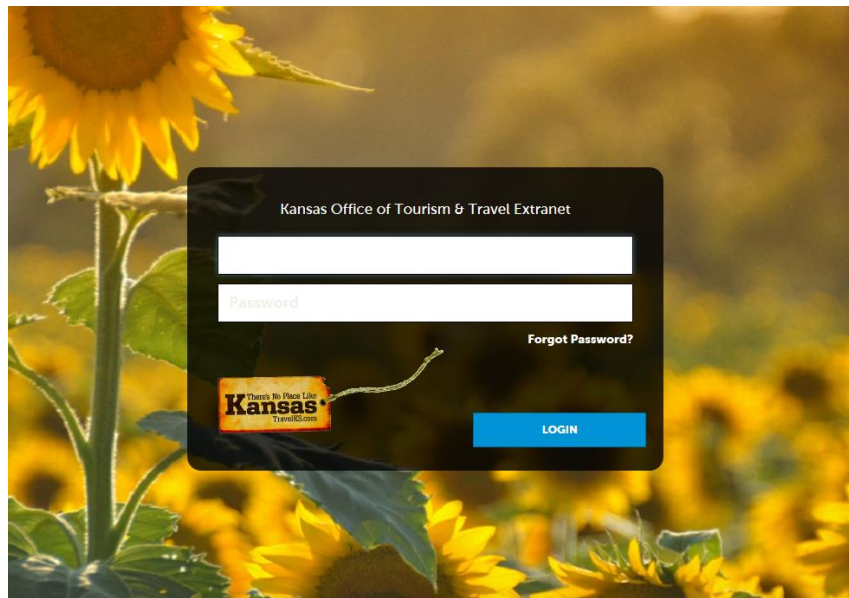 Kansas Office of Tourism & Travel Extranet
Password
Forgot Password?
There's No Place Like
Kansas
TravelKS.com
LOGIN